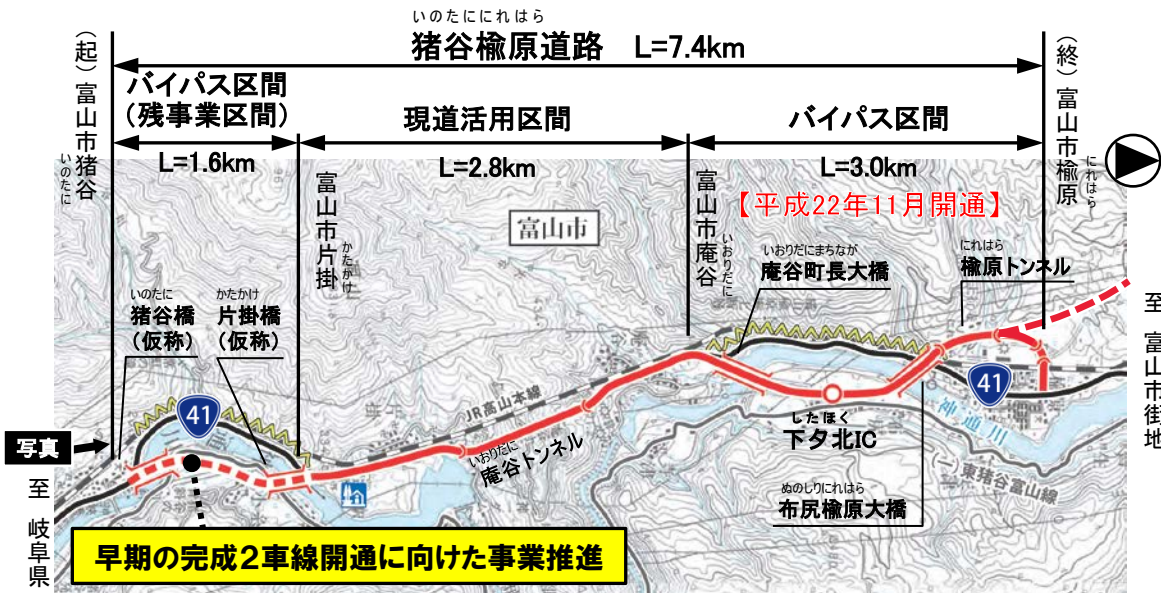 いのたににれはら
猪谷楡原道路 L=7.4km
（起）富山市猪谷
いのたに
（終）富山市楡原
にれはら
バイパス区間
（残事業区間）
L=1.6km
現道活用区間
L=2.8km
バイパス区間
L=3.0km
【平成22年11月開通】
富山市片掛
かたかけ
富山市
富山市庵谷
いおりだに
いおりだにまちなが
庵谷町長大橋
にれはら
楡原トンネル
いのたに
猪谷橋
（仮称）
かたかけ
片掛橋
（仮称）
至 富山市街地
41
41
JR高山本線
神通川
したほく
下タ北IC
いおりだに
庵谷トンネル
東猪谷富山線
ぬのしりにれはら
布尻楡原大橋
写真
至 岐阜県
早期の完成２車線開通に向けた事業推進